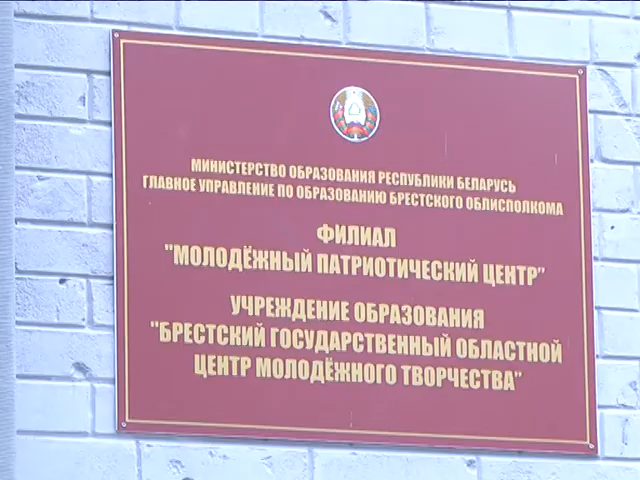 МИНИСТЕРСТВО ОБРАЗОВАНИЯ РЕСПУБЛИКИ БЕЛАРУСЬ
ГЛАВНОЕ УПРАВЛЕНИЕ ПО ОБРАЗОВАНИЮ БРЕСТСКОГО ОБЛИСПОЛКОМА
ФИЛИАЛ
"МОЛОДЁЖНЫЙ ПАТРИОТИЧЕСКИЙ ЦЕНТР"
УЧРЕЖДЕНИЕ ОБРАЗОВАНИЯ
"БРЕСТСКИЙ ГОСУДАРСТВЕННЫЙ ОБЛАСТНОЙ
ЦЕНТР МОЛОДЁЖНОГО ТВОРЧЕСТВА"